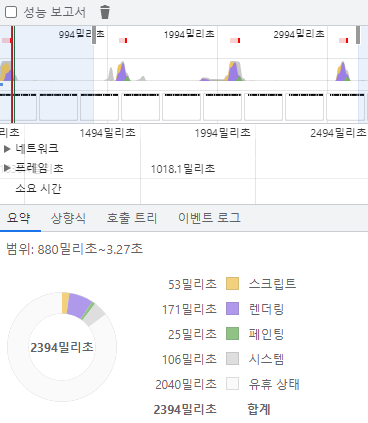 성능 보고서
994밀리초 1994밀리초 2994밀리초
리초 1494밀리초 1994밀리초 2494밀리초
▶ 네트워크
▶ 프레임 리초 1018.1밀리초
소요 시간
요약 상향식 호출 트리 이벤트 로그
범위: 880밀리초~3.27초
53밀리초 스크립트
171밀리초 렌더링
25밀리초 페인팅
2394밀리초
106밀리초 시스템
2040밀리초 유휴 상태
2394밀리초 합계